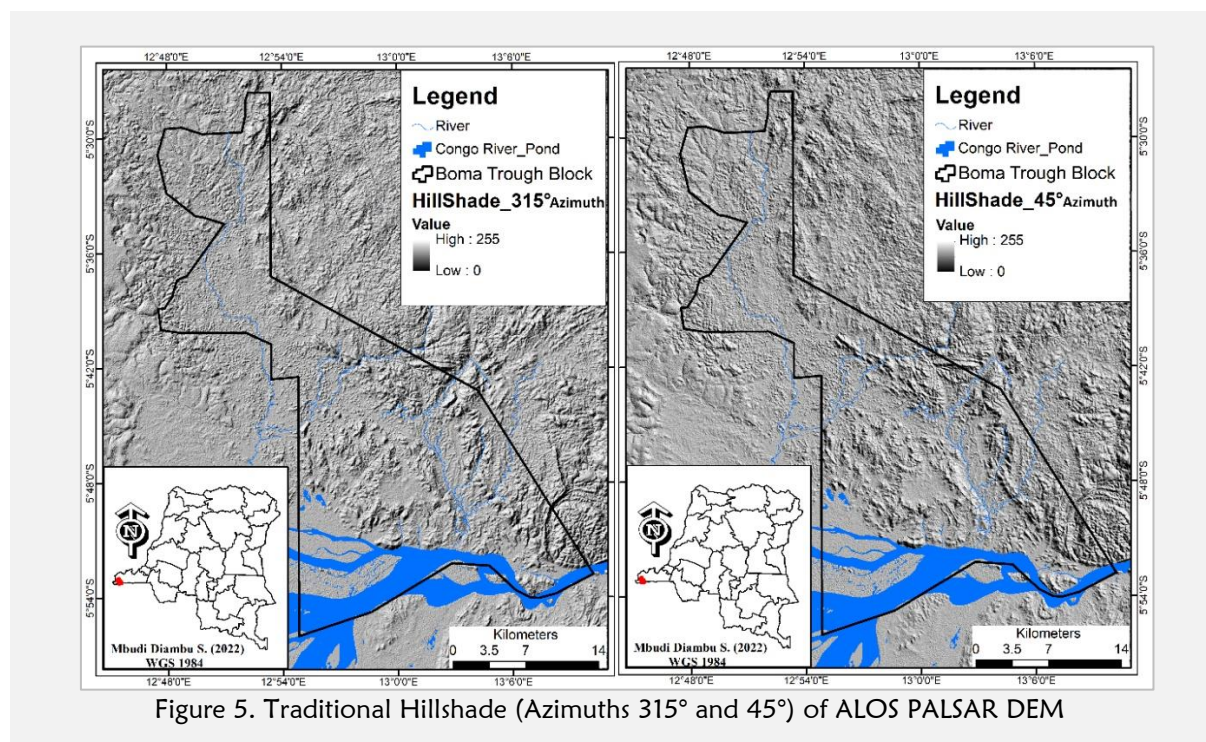 12°48'0"E 12°54'0"E 13°0'0"E 13°6'0"E
5°30'0"S
5°36'0"S
5°42'0"S
5°48'0"S
5°54'0"S
Legend
River
Congo River_Pond
Boma Trough Block
HillShade_315°Azimuth
Value
High : 255
Low : 0
N
Mbudi Diambu S. (2022)
WGS 1984
Kilometers
0 3.5 7 14
12°48'0"E 12°54'0"E 13°0'0"E 13°6'0"E
12°48'0"E 12°54'0"E 13°0'0"E 13°6'0"E
Legend
River
Congo River_Pond
Boma Trough Block
HillShade_45°Azimuth
Value
High : 255
Low : 0
5°30'0"S
5°36'0"S
5°42'0"S
5°48'0"S
5°54'0"S
N
Mbudi Diambu S. (2022)
WGS 1984
Kilometers
0 3.5 7 14
12°48'0"E 12°54'0"E 13°0'0"E 13°6'0"E
Figure 5. Traditional Hillshade (Azimuths 315° and 45°) of ALOS PALSAR DEM